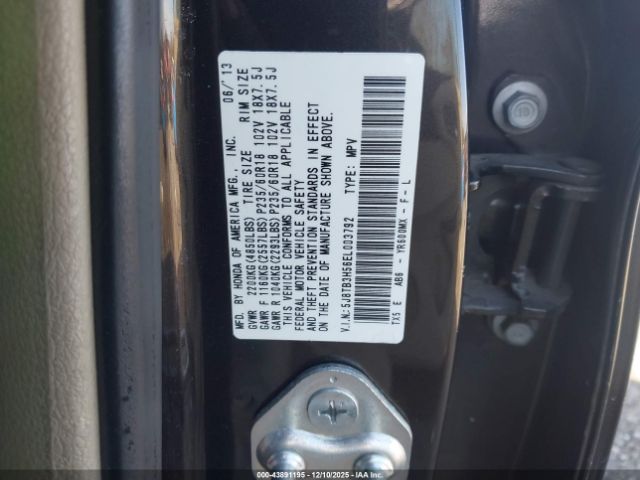 MFD. BY HONDA OF AMERICA MFG., INC. 06/'13
GVWR 2200KG(4850LBS) TIRE SIZE RIM SIZE
GAWR F 1160KG(2557LBS) P235/60R18 102V 18X7.5J
GAWR R 1040KG(2293LBS) P235/60R18 102V 18X7.5J
THIS VEHICLE CONFORMS TO ALL APPLICABLE
FEDERAL MOTOR VEHICLE SAFETY
AND THEFT PREVENTION STANDARDS IN EFFECT
ON THE DATE OF MANUFACTURE SHOWN ABOVE.
V.I.N.: 5J8TB3H56EL003792 TYPE: MPV
TX5 E AB6 - YR600MX - F - L
000-43891195 - 12/10/2025 - IAA Inc.